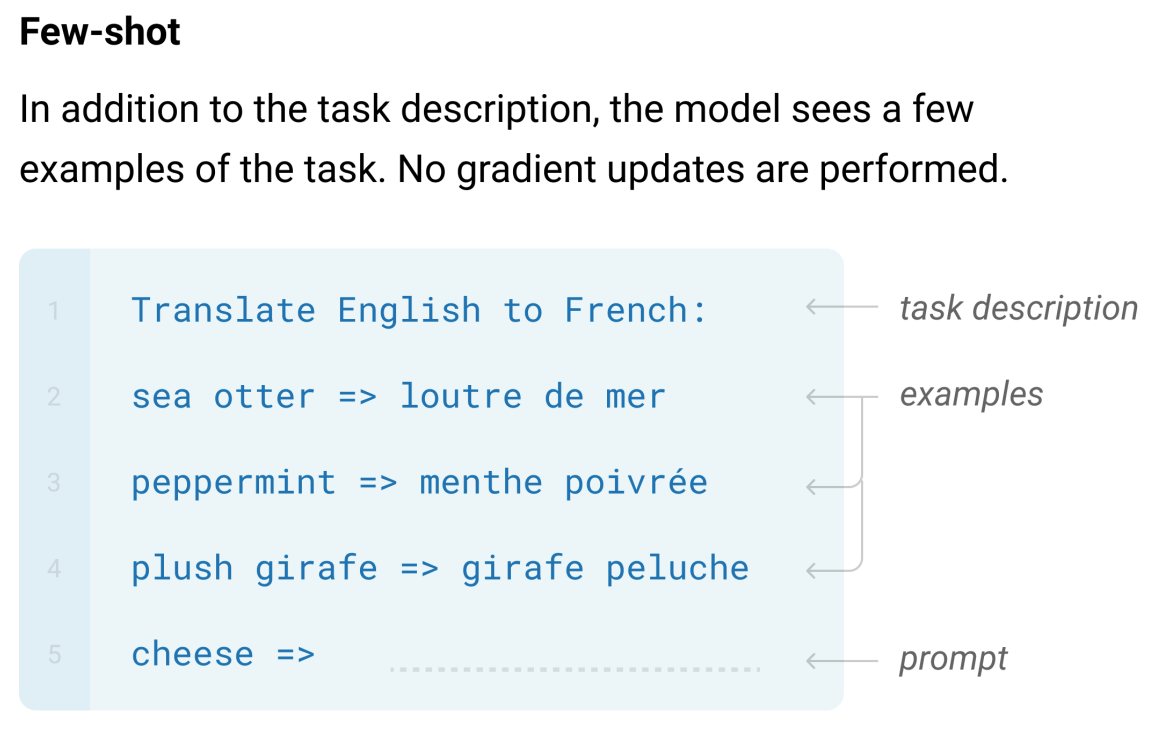 Few-shot
In addition to the task description, the model sees a few
examples of the task. No gradient updates are performed.
1 Translate English to French: task description
2 sea otter => loutre de mer examples
3 peppermint => menthe poivrée
4 plush girafe => girafe peluche
5 cheese => prompt